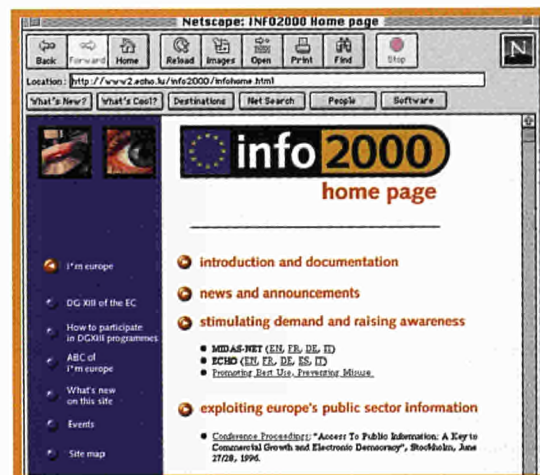 Netscape: INFO2000 Home page
Back Forward Home Reload Images Open Print Find Stop
N
Location: http://www2.echo.lu/info2000/infohome.html
What's New? What's Cool? Destinations Net Search People Software
info 2000
home page
i*m europe
DG XIII of the EC
How to participate
in DGXIII programmes
ABC of
i*m europe
What's new
on this site
Events
Site map
introduction and documentation
news and announcements
stimulating demand and raising awareness
MIDAS-NET (EN, FR, DE, IT)
ECHO (EN, FR, DE, ES, IT)
Promoting Best Use, Preventing Misuse
exploiting europe's public sector information
Conference Proceedings: "Access To Public Information: A Key to
Commercial Growth and Electronic Democracy", Stockholm, June
27/28, 1996.